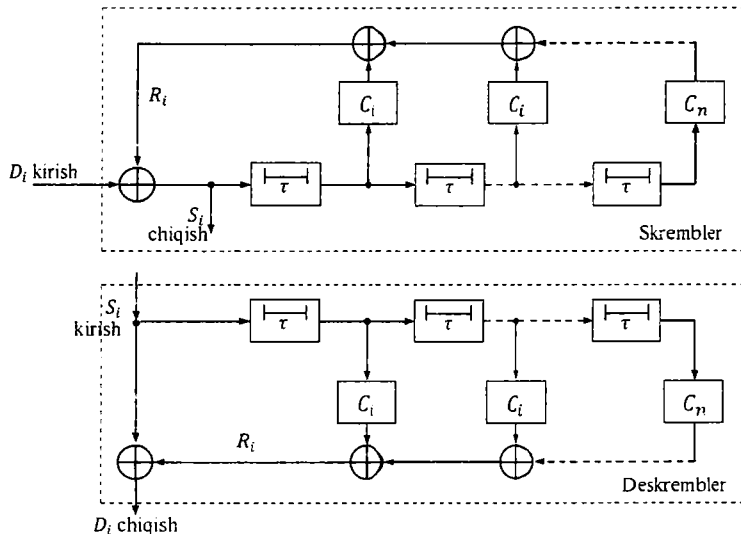 R_i
C_i
C_i
C_n
D_i kirish
τ
τ
τ
S_i
chiqish
Skrembler
S_i
kirish
τ
τ
τ
C_i
C_i
C_n
R_i
Deskrembler
D_i chiqish